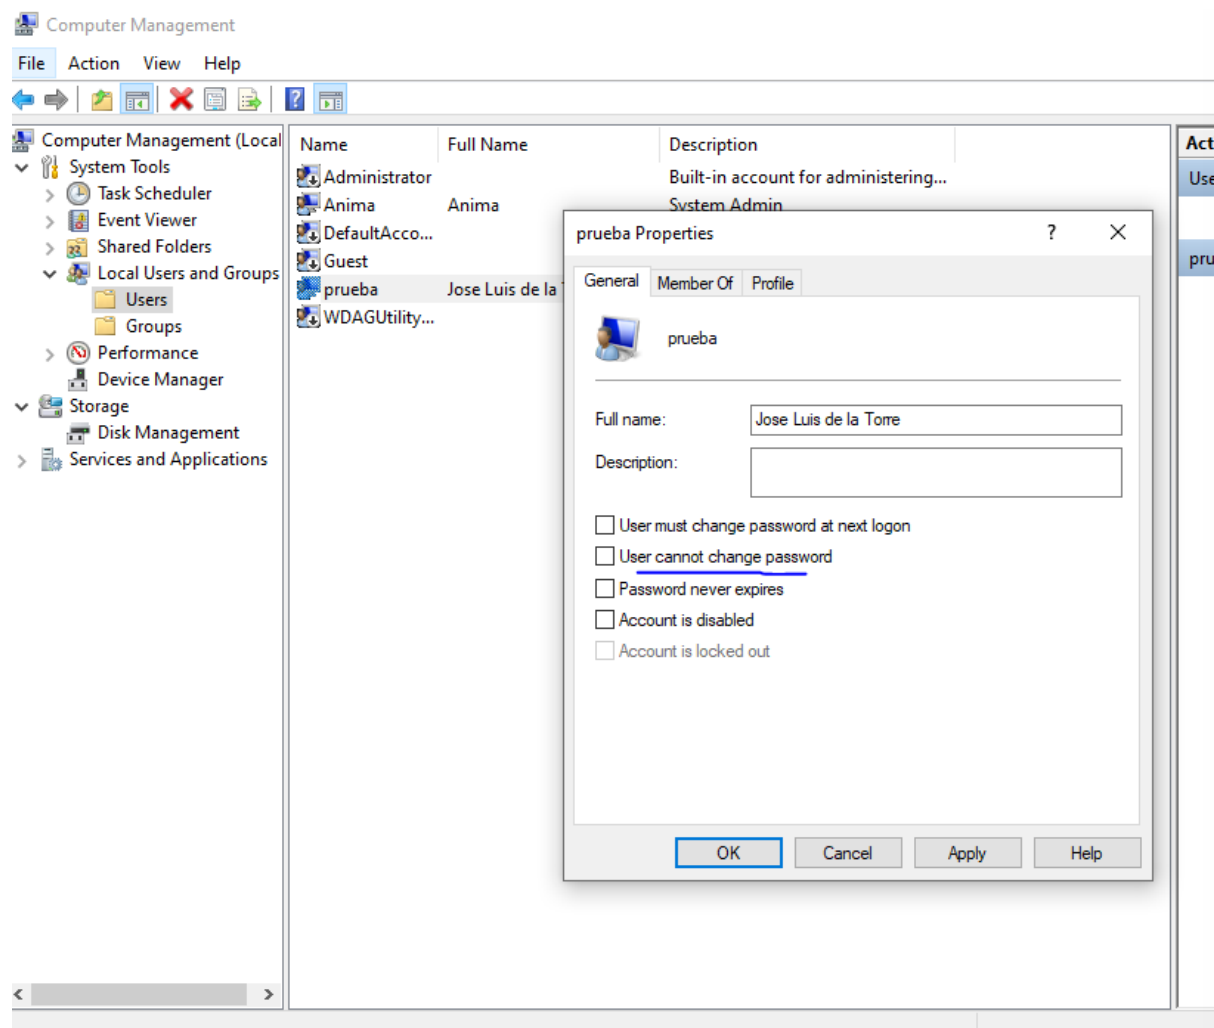 Computer Management
File Action View Help
Computer Management (Local
System Tools
Task Scheduler
Event Viewer
Shared Folders
Local Users and Groups
Users
Groups
Performance
Device Manager
Storage
Disk Management
Services and Applications
Name Full Name Description
Administrator Built-in account for administering...
Anima Anima System Admin
DefaultAcco...
Guest
prueba Jose Luis de la
WDAGUtility...
Act
Use
pru
prueba Properties
General Member Of Profile
prueba
Full name: Jose Luis de la Torre
Description:
User must change password at next logon
User cannot change password
Password never expires
Account is disabled
Account is locked out
OK Cancel Apply Help